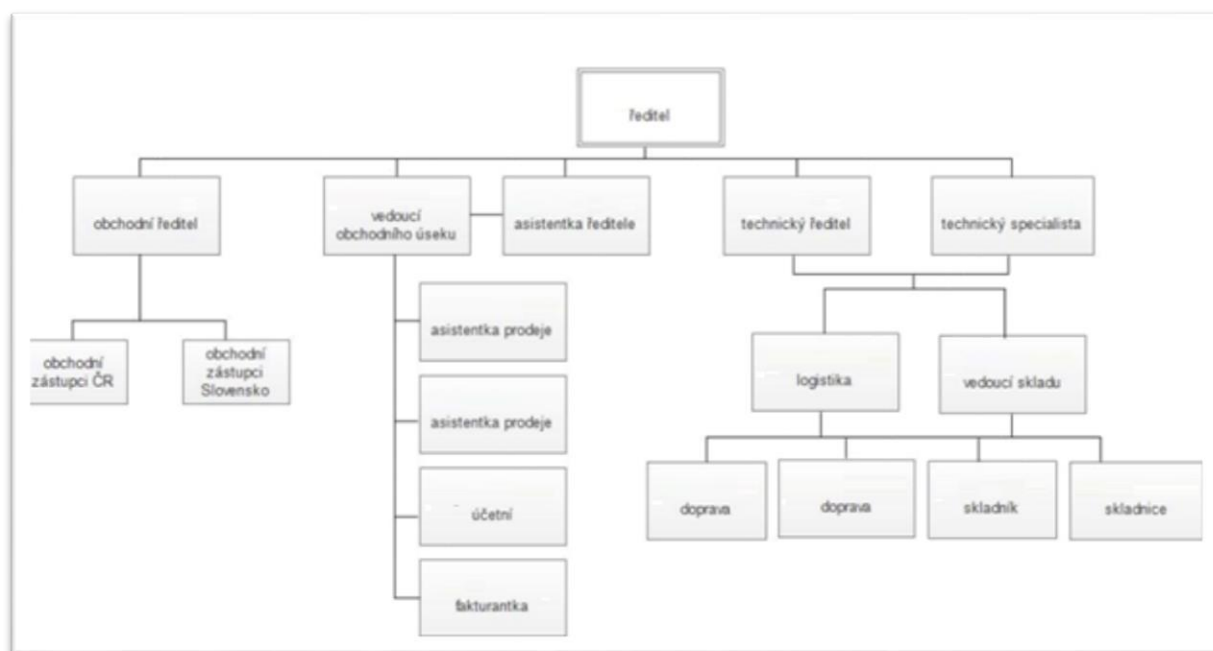 ředitel
obchodní ředitel
vedoucí
obchodního úseku
asistentka ředitele
technický ředitel
technický specialista
asistentka prodeje
obchodní
zástupci ČR
obchodní
zástupci
Slovensko
logistika
vedoucí skladu
asistentka prodeje
doprava
doprava
skladník
skladnice
účetní
fakturantka